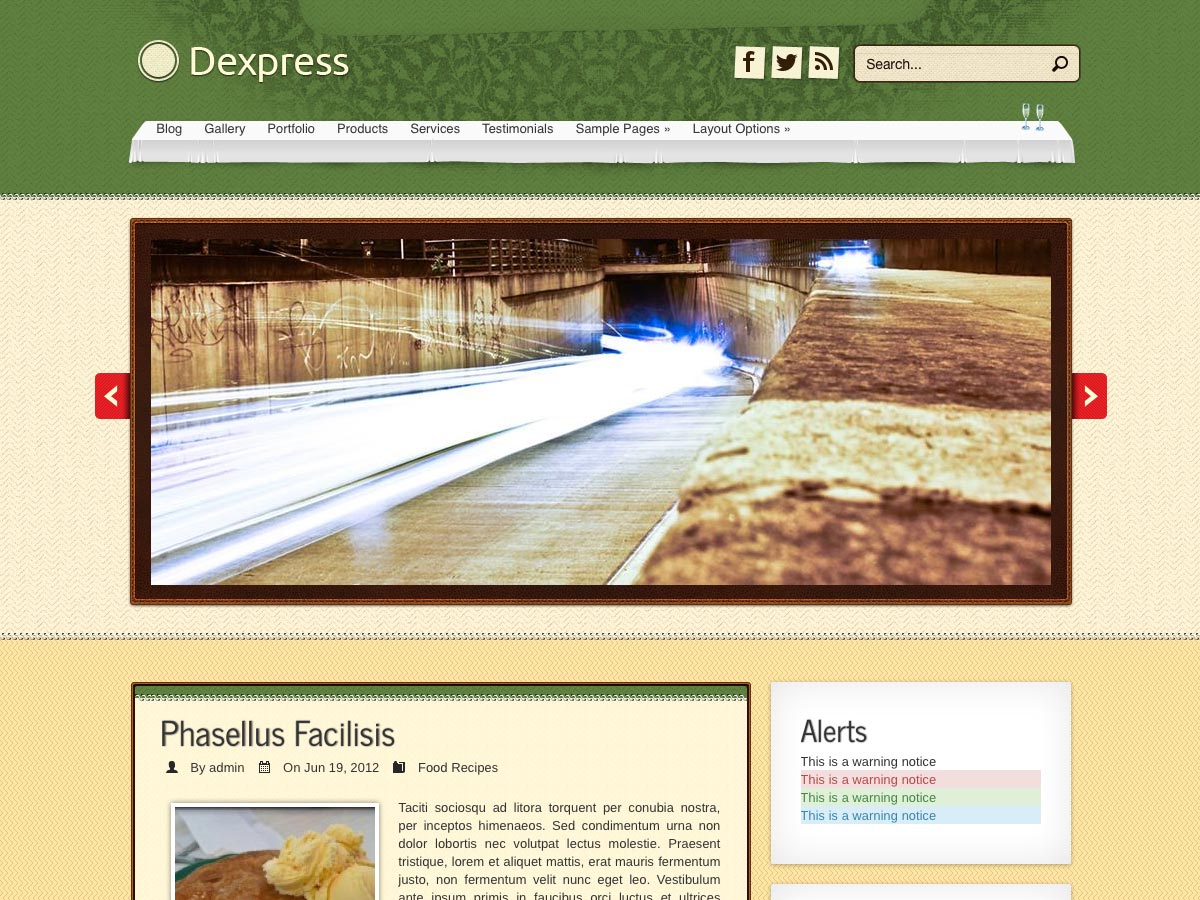 Dexpress
Search...
Blog Gallery Portfolio Products Services Testimonials Sample Pages » Layout Options »
Phasellus Facilisis
By admin On Jun 19, 2012 Food Recipes
Taciti sociosqu ad litora torquent per conubia nostra,
per inceptos himenaeos. Sed condimentum urna non
dolor lobortis nec volutpat lectus molestie. Praesent
tristique, lorem et aliquet mattis, erat mauris fermentum
justo, non fermentum velit nunc eget leo. Vestibulum
ante ipsum primis in faucibus orci luctus et ultrices
Alerts
This is a warning notice
This is a warning notice
This is a warning notice
This is a warning notice